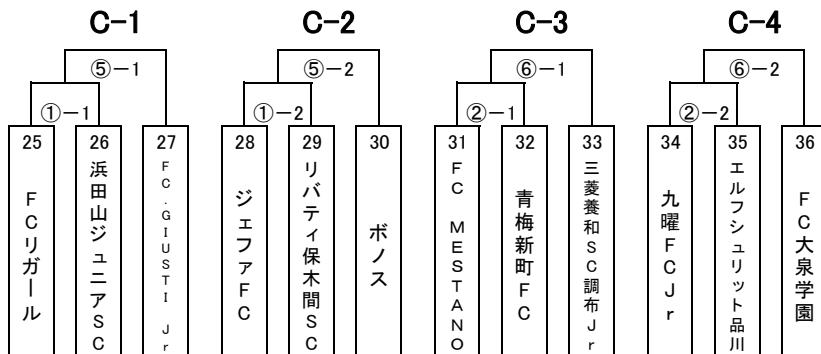 C-1
C-2
C-3
C-4
⑤-1
⑤-2
⑥-1
⑥-2
①-1
①-2
②-1
②-2
25
26
27
28
29
30
31
32
33
34
35
36
FCリガール
浜田山ジュニアSC
FC.GIUSTI Jr
ジェファFC
リバティ保木間SC
ボノス
FC MESTANO
青梅新町FC
三菱養和SC調布Jr
九曜FCJr
エルフシュリット品川
FC大泉学園